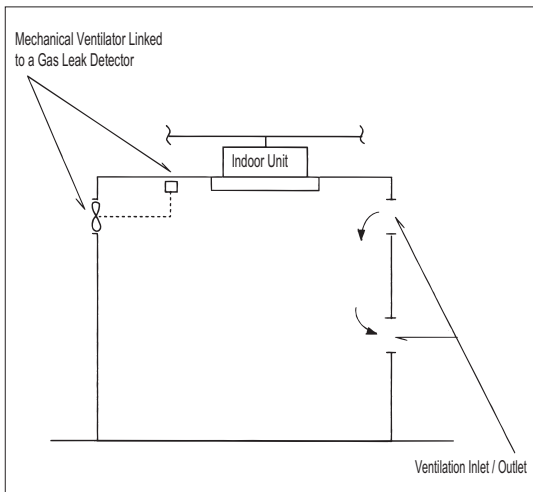 Mechanical Ventilator Linked
to a Gas Leak Detector
Indoor Unit
Ventilation Inlet / Outlet